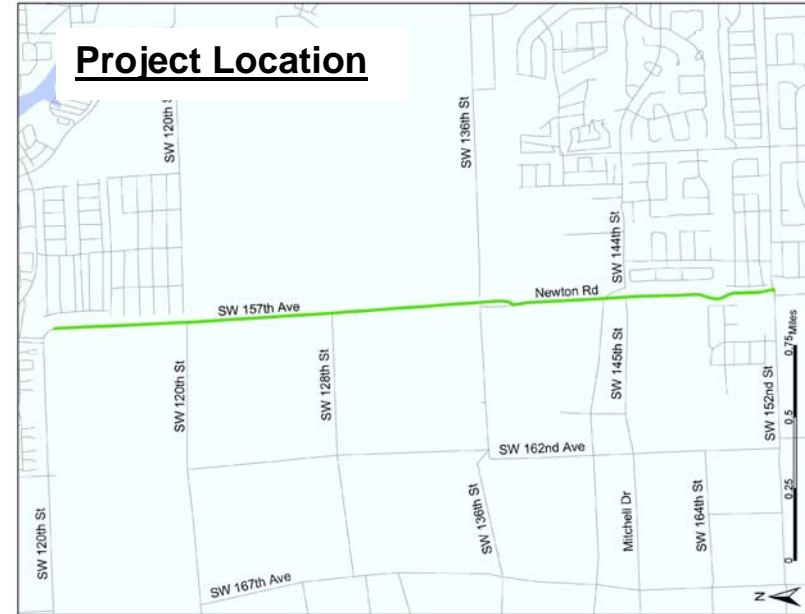 Project Location
SW 120th St
SW 136th St
SW 144th St
Newton Rd
SW 157th Ave
SW 120th St
SW 128th St
SW 145th St
SW 152nd St
0.75 Miles
0.5
0.25
0
SW 162nd Ave
SW 120th St
SW 136th St
Mitchell Dr
SW 164th St
SW 167th Ave
N